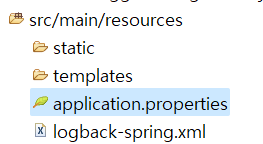 src/main/resources
static
templates
application.properties
logback-spring.xml